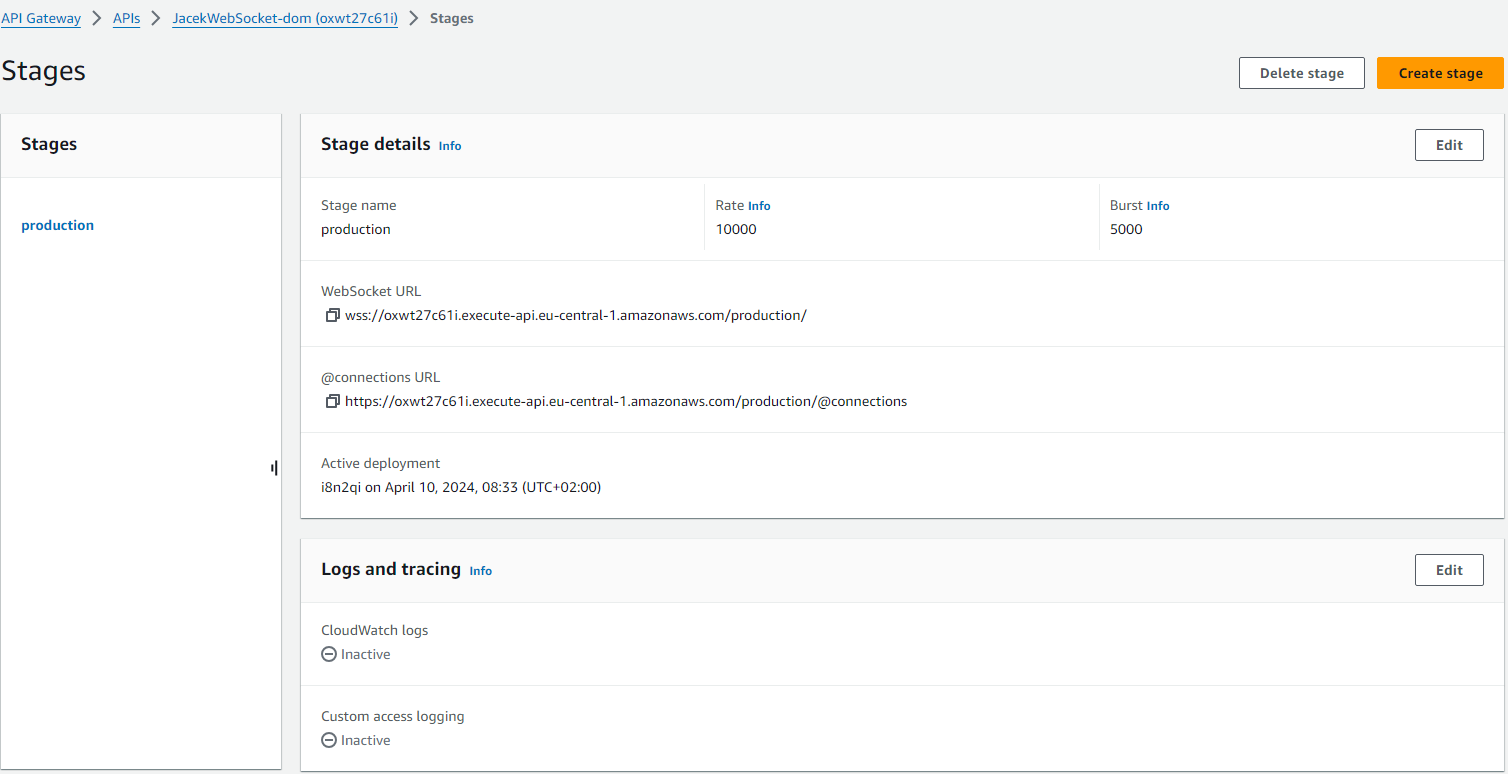 API Gateway > APIs > JacekWebSocket-dom (oxwt27c61i) > Stages
Stages
Delete stage
Create stage
Stages
production
Stage details Info
Edit
Stage name
production
Rate Info
10000
Burst Info
5000
WebSocket URL
wss://oxwt27c61i.execute-api.eu-central-1.amazonaws.com/production/
@connections URL
https://oxwt27c61i.execute-api.eu-central-1.amazonaws.com/production/@connections
Active deployment
i8n2qi on April 10, 2024, 08:33 (UTC+02:00)
Logs and tracing Info
Edit
CloudWatch logs
Inactive
Custom access logging
Inactive